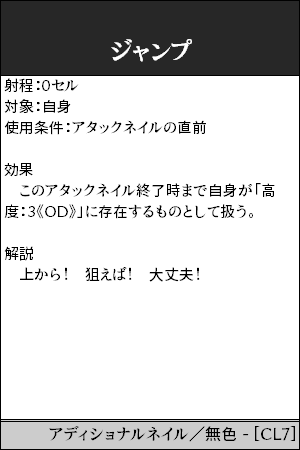 ジャンプ
射程：0セル
対象：自身
使用条件：アタックネイルの直前
効果
　このアタックネイル終了時まで自身が「高
度：3《OD》」に存在するものとして扱う。
解説
　上から！　狙えば！　大丈夫！
アディショナルネイル／無色 - [CL7]